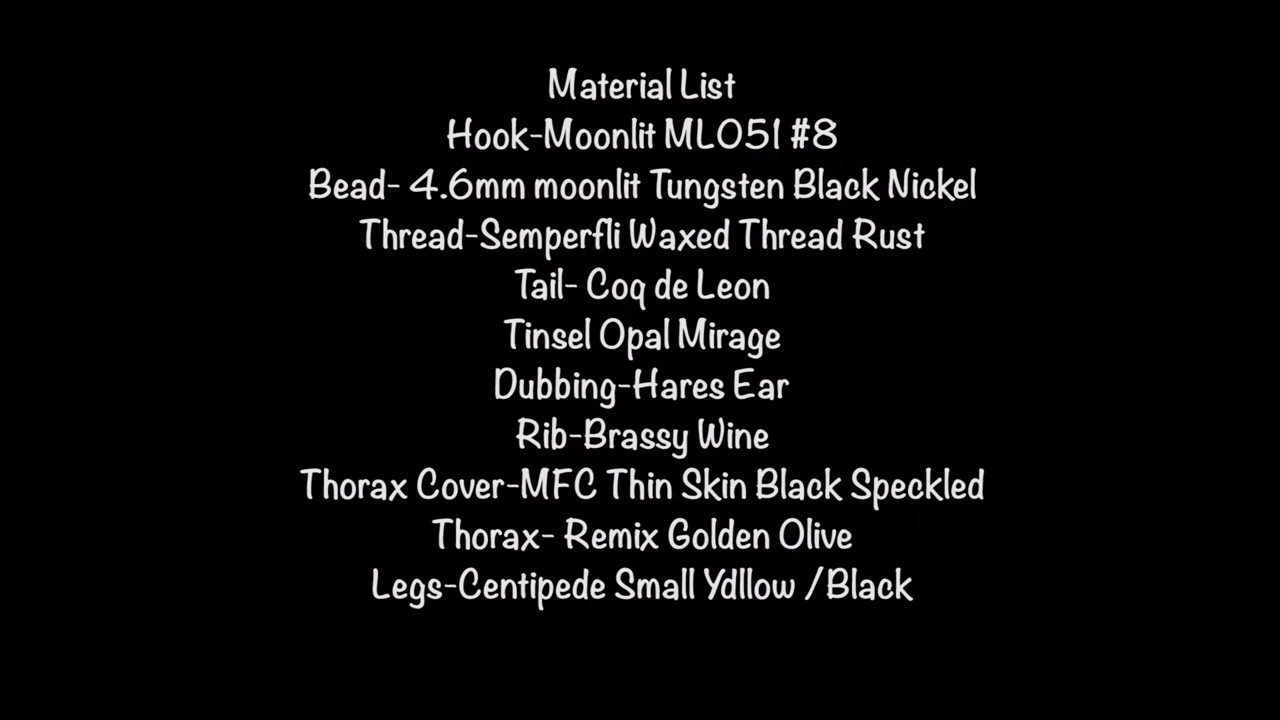 Material List
Hook-Moonlit ML051 #8
Bead- 4.6mm moonlit Tungsten Black Nickel
Thread-Semperfli Waxed Thread Rust
Tail- Coq de Leon
Tinsel Opal Mirage
Dubbing-Hares Ear
Rib-Brassy Wine
Thorax Cover-MFC Thin Skin Black Speckled
Thorax- Remix Golden Olive
Legs-Centipede Small Ydllow /Black